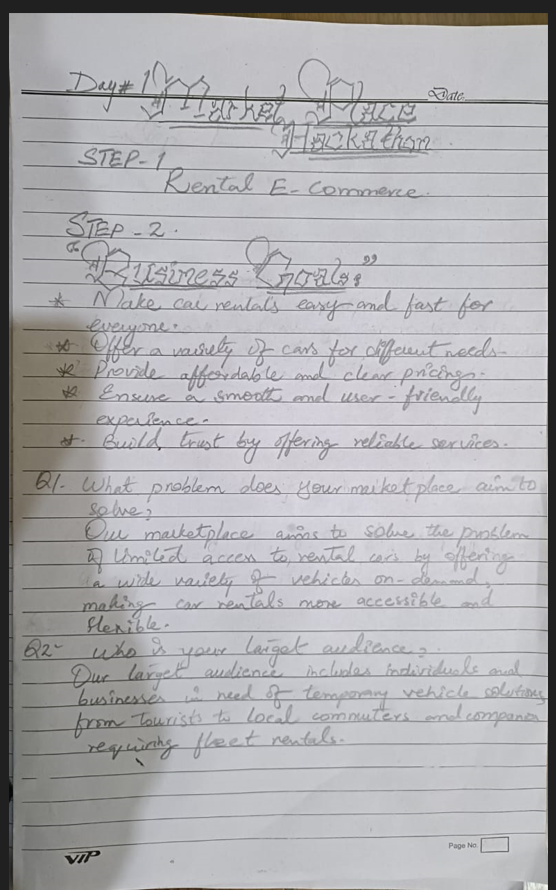 Day# 1 Market Place
Date
Hackathon
STEP-1
Rental E-Commerce.
STEP-2.
"Business Goals:"
* Make car rentals easy and fast for
everyone.
* Offer a variety of cars for different needs-
* Provide affordable and clear pricings.
* Ensure a smooth and user-friendly
experience.
* Build trust by offering reliable services.
Q1. What problem does your marketplace aim to
solve?
Our marketplace aims to solve the problem
of limited access to rental cars by offering
a wide variety of vehicles on-demand,
making car rentals more accessible and
flexible.
Q2- Who is your target audience?
Our target audience includes individuals and
businesses in need of temporary vehicle solutions
from tourists to local commuters and companies
requiring fleet rentals.
VIP
Page No.